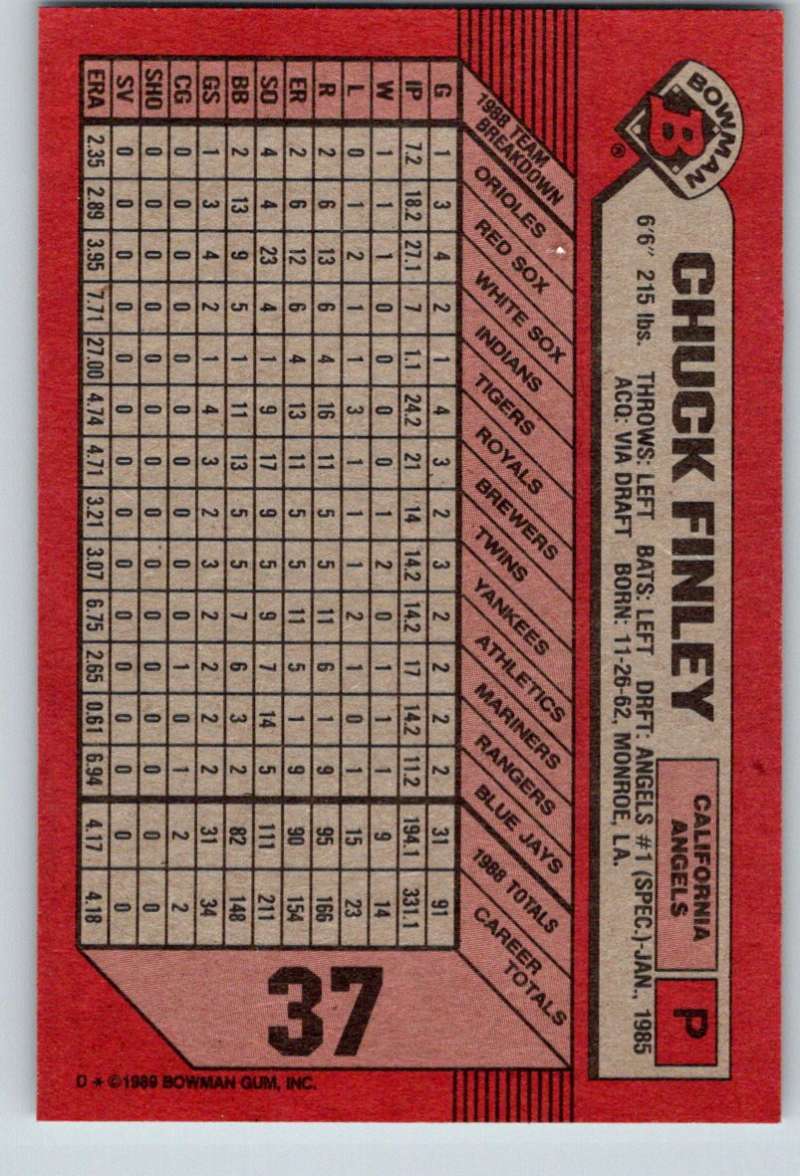 BOWMAN
B ®
CHUCK FINLEY
CALIFORNIA
ANGELS
P
6'6" 215 lbs. THROWS: LEFT BATS: LEFT DRFT: ANGELS #1 (SPEC.)-JAN., 1985
ACQ: VIA DRAFT BORN: 11-26-62, MONROE, LA.
1988 TEAM
BREAKDOWN
ORIOLES
RED SOX
WHITE SOX
INDIANS
TIGERS
ROYALS
BREWERS
TWINS
YANKEES
ATHLETICS
MARINERS
RANGERS
BLUE JAYS
1988 TOTALS
CAREER
TOTALS
G 1 3 4 2 1 4 3 2 3 2 2 2 2 31 91
IP 7.2 18.2 27.1 7 1.1 24.2 21 14 14.2 14.2 17 14.2 11.2 194.1 331.1
W 1 1 1 0 0 0 0 1 2 0 1 1 1 9 14
L 0 1 2 1 1 3 1 1 1 2 1 0 1 15 23
R 2 6 13 6 4 16 11 5 5 11 6 1 9 95 166
ER 2 6 12 6 4 13 11 5 5 11 5 1 9 90 154
SO 4 4 23 4 1 9 17 9 5 9 7 14 5 111 211
BB 2 13 9 5 1 11 13 5 5 7 6 3 2 82 148
GS 1 3 4 2 1 4 3 2 3 2 2 2 2 31 34
CG 0 0 0 0 0 0 0 0 0 0 1 0 1 2 2
SHO 0 0 0 0 0 0 0 0 0 0 0 0 0 0 0
SV 0 0 0 0 0 0 0 0 0 0 0 0 0 0 0
ERA 2.35 2.89 3.95 7.71 27.00 4.74 4.71 3.21 3.07 6.75 2.65 0.61 6.94 4.17 4.18
37
D * ©1989 BOWMAN GUM, INC.